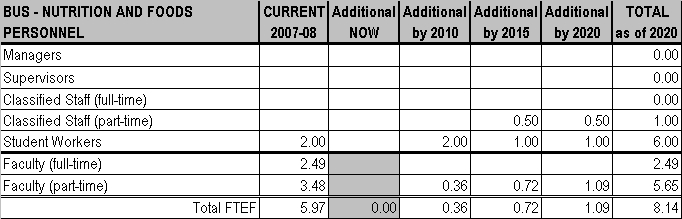 BUS - NUTRITION AND FOODS CURRENT Additional Additional Additional Additional TOTAL
PERSONNEL 2007-08 NOW by 2010 by 2015 by 2020 as of 2020
Managers 0.00
Supervisors 0.00
Classified Staff (full-time) 0.00
Classified Staff (part-time) 0.50 0.50 1.00
Student Workers 2.00 2.00 1.00 1.00 6.00
Faculty (full-time) 2.49 2.49
Faculty (part-time) 3.48 0.36 0.72 1.09 5.65
Total FTEF 5.97 0.00 0.36 0.72 1.09 8.14